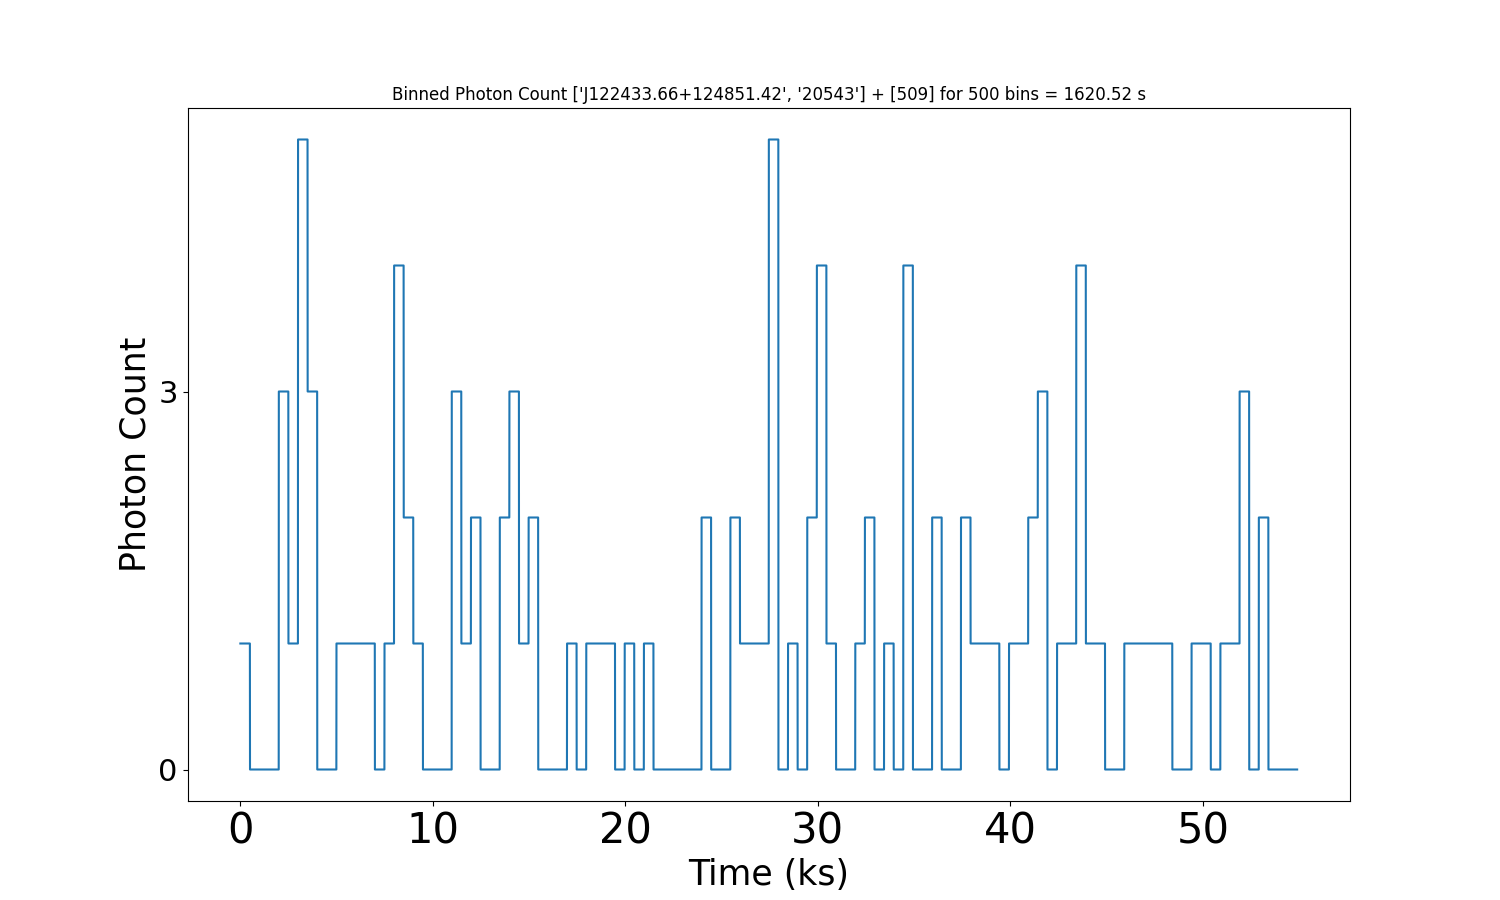 Binned Photon Count ['J122433.66+124851.42', '20543'] + [509] for 500 bins = 1620.52 s
Photon Count
3
0
0 10 20 30 40 50
Time (ks)